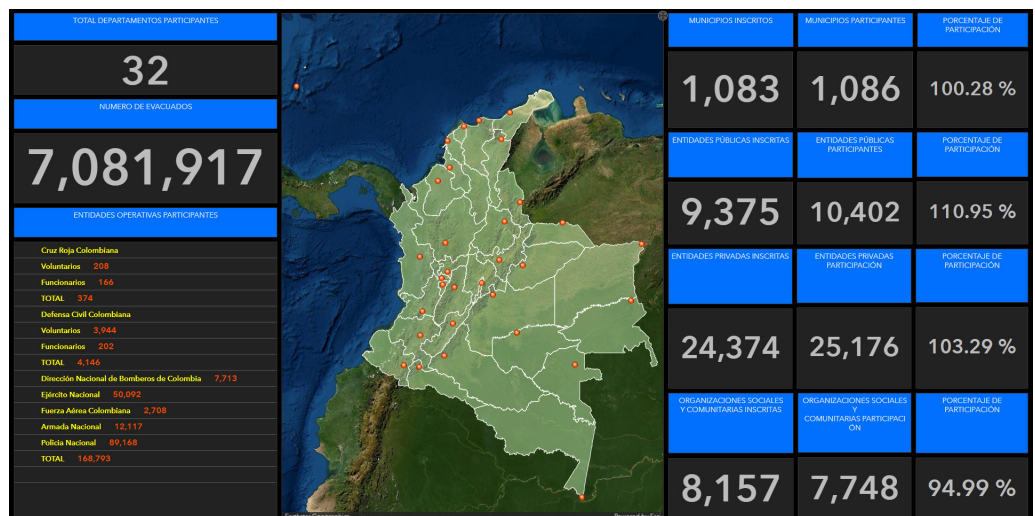 TOTAL DEPARTAMENTOS PARTICIPANTES
32
NUMERO DE EVACUADOS
7,081,917
ENTIDADES OPERATIVAS PARTICIPANTES
Cruz Roja Colombiana
Voluntarios 208
Funcionarios 166
TOTAL 374
Defensa Civil Colombiana
Voluntarios 3,944
Funcionarios 202
TOTAL 4,146
Dirección Nacional de Bomberos de Colombia 7,713
Ejército Nacional 50,092
Fuerza Aérea Colombiana 2,708
Armada Nacional 12,117
Policía Nacional 89,168
TOTAL 168,793
MUNICIPIOS INSCRITOS
1,083
MUNICIPIOS PARTICIPANTES
1,086
PORCENTAJE DE
PARTICIPACIÓN
100.28 %
ENTIDADES PÚBLICAS INSCRITAS
9,375
ENTIDADES PÚBLICAS
PARTICIPANTES
10,402
PORCENTAJE DE
PARTICIPACIÓN
110.95 %
ENTIDADES PRIVADAS INSCRITAS
24,374
ENTIDADES PRIVADAS
PARTICIPACIÓN
25,176
PORCENTAJE DE
PARTICIPACIÓN
103.29 %
ORGANIZACIONES SOCIALES
Y COMUNITARIAS INSCRITAS
8,157
ORGANIZACIONES SOCIALES
Y
COMUNITARIAS PARTICIPACI
ÓN
7,748
PORCENTAJE DE
PARTICIPACIÓN
94.99 %